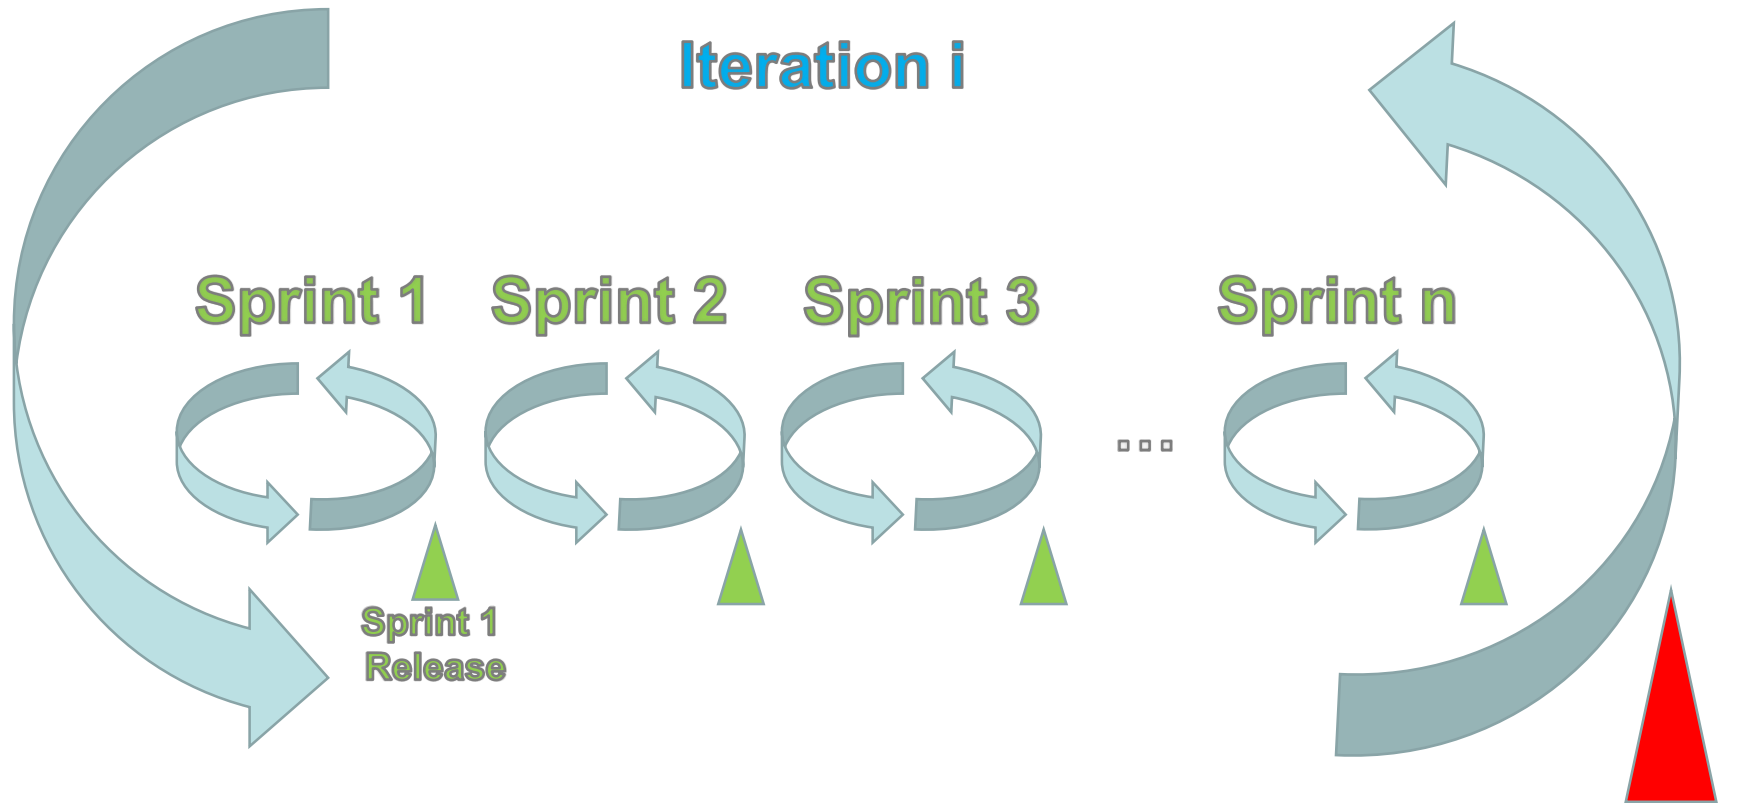 Iteration i
Sprint 1
Sprint 2
Sprint 3
...
Sprint n
Sprint 1
Release